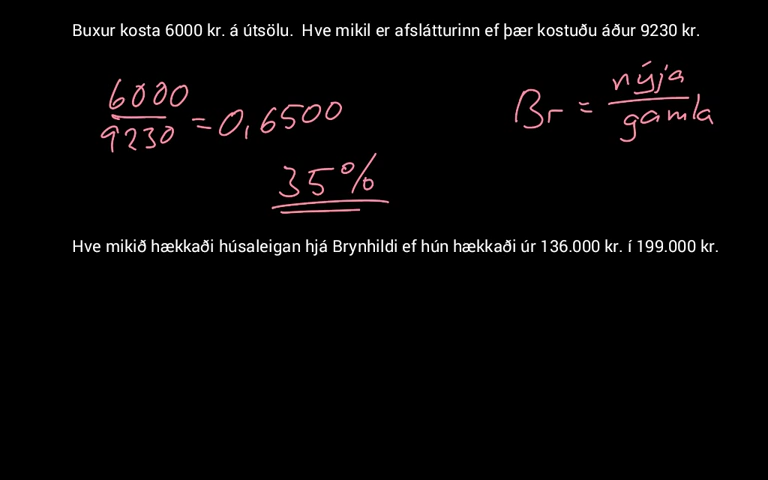 Buxur kosta 6000 kr. á útsölu.  Hve mikil er afslátturinn ef þær kostuðu áður 9230 kr.
6000
9230 = 0,6500
35%
Br = nýja
gamla
Hve mikið hækkaði húsaleigan hjá Brynhildi ef hún hækkaði úr 136.000 kr. í 199.000 kr.